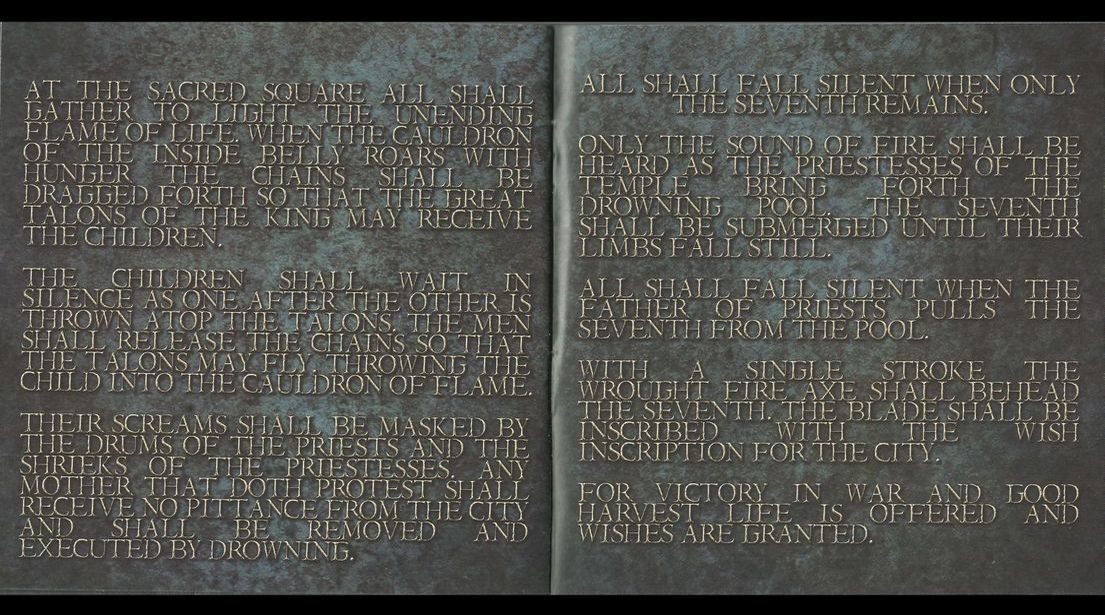 AT THE SACRED SQUARE ALL SHALL
GATHER TO LIGHT THE UNENDING
FLAME OF LIFE. WHEN THE CAULDRON
OF THE INSIDE BELLY ROARS WITH
HUNGER THE CHAINS SHALL BE
DRAGGED FORTH SO THAT THE GREAT
TALONS OF THE KING MAY RECEIVE
THE CHILDREN.
THE CHILDREN SHALL WAIT IN
SILENCE AS ONE AFTER THE OTHER IS
THROWN ATOP THE TALONS. THE MEN
SHALL RELEASE THE CHAINS SO THAT
THE TALONS MAY FLY, THROWING THE
CHILD INTO THE CAULDRON OF FLAME.
THEIR SCREAMS SHALL BE MASKED BY
THE DRUMS OF THE PRIESTS AND THE
SHRIEKS OF THE PRIESTESSES. ANY
MOTHER THAT DOTH PROTEST SHALL
RECEIVE NO PITTANCE FROM THE CITY
AND SHALL BE REMOVED AND
EXECUTED BY DROWNING.
ALL SHALL FALL SILENT WHEN ONLY
THE SEVENTH REMAINS.
ONLY THE SOUND OF FIRE SHALL BE
HEARD AS THE PRIESTESSES OF THE
TEMPLE BRING FORTH THE
DROWNING POOL. THE SEVENTH
SHALL BE SUBMERGED UNTIL THEIR
LIMBS FALL STILL.
ALL SHALL FALL SILENT WHEN THE
FATHER OF PRIESTS PULLS THE
SEVENTH FROM THE POOL.
WITH A SINGLE STROKE THE
WROUGHT FIRE AXE SHALL BEHEAD
THE SEVENTH. THE BLADE SHALL BE
INSCRIBED WITH THE WISH
INSCRIPTION FOR THE CITY.
FOR VICTORY IN WAR AND GOOD
HARVEST LIFE IS OFFERED AND
WISHES ARE GRANTED.